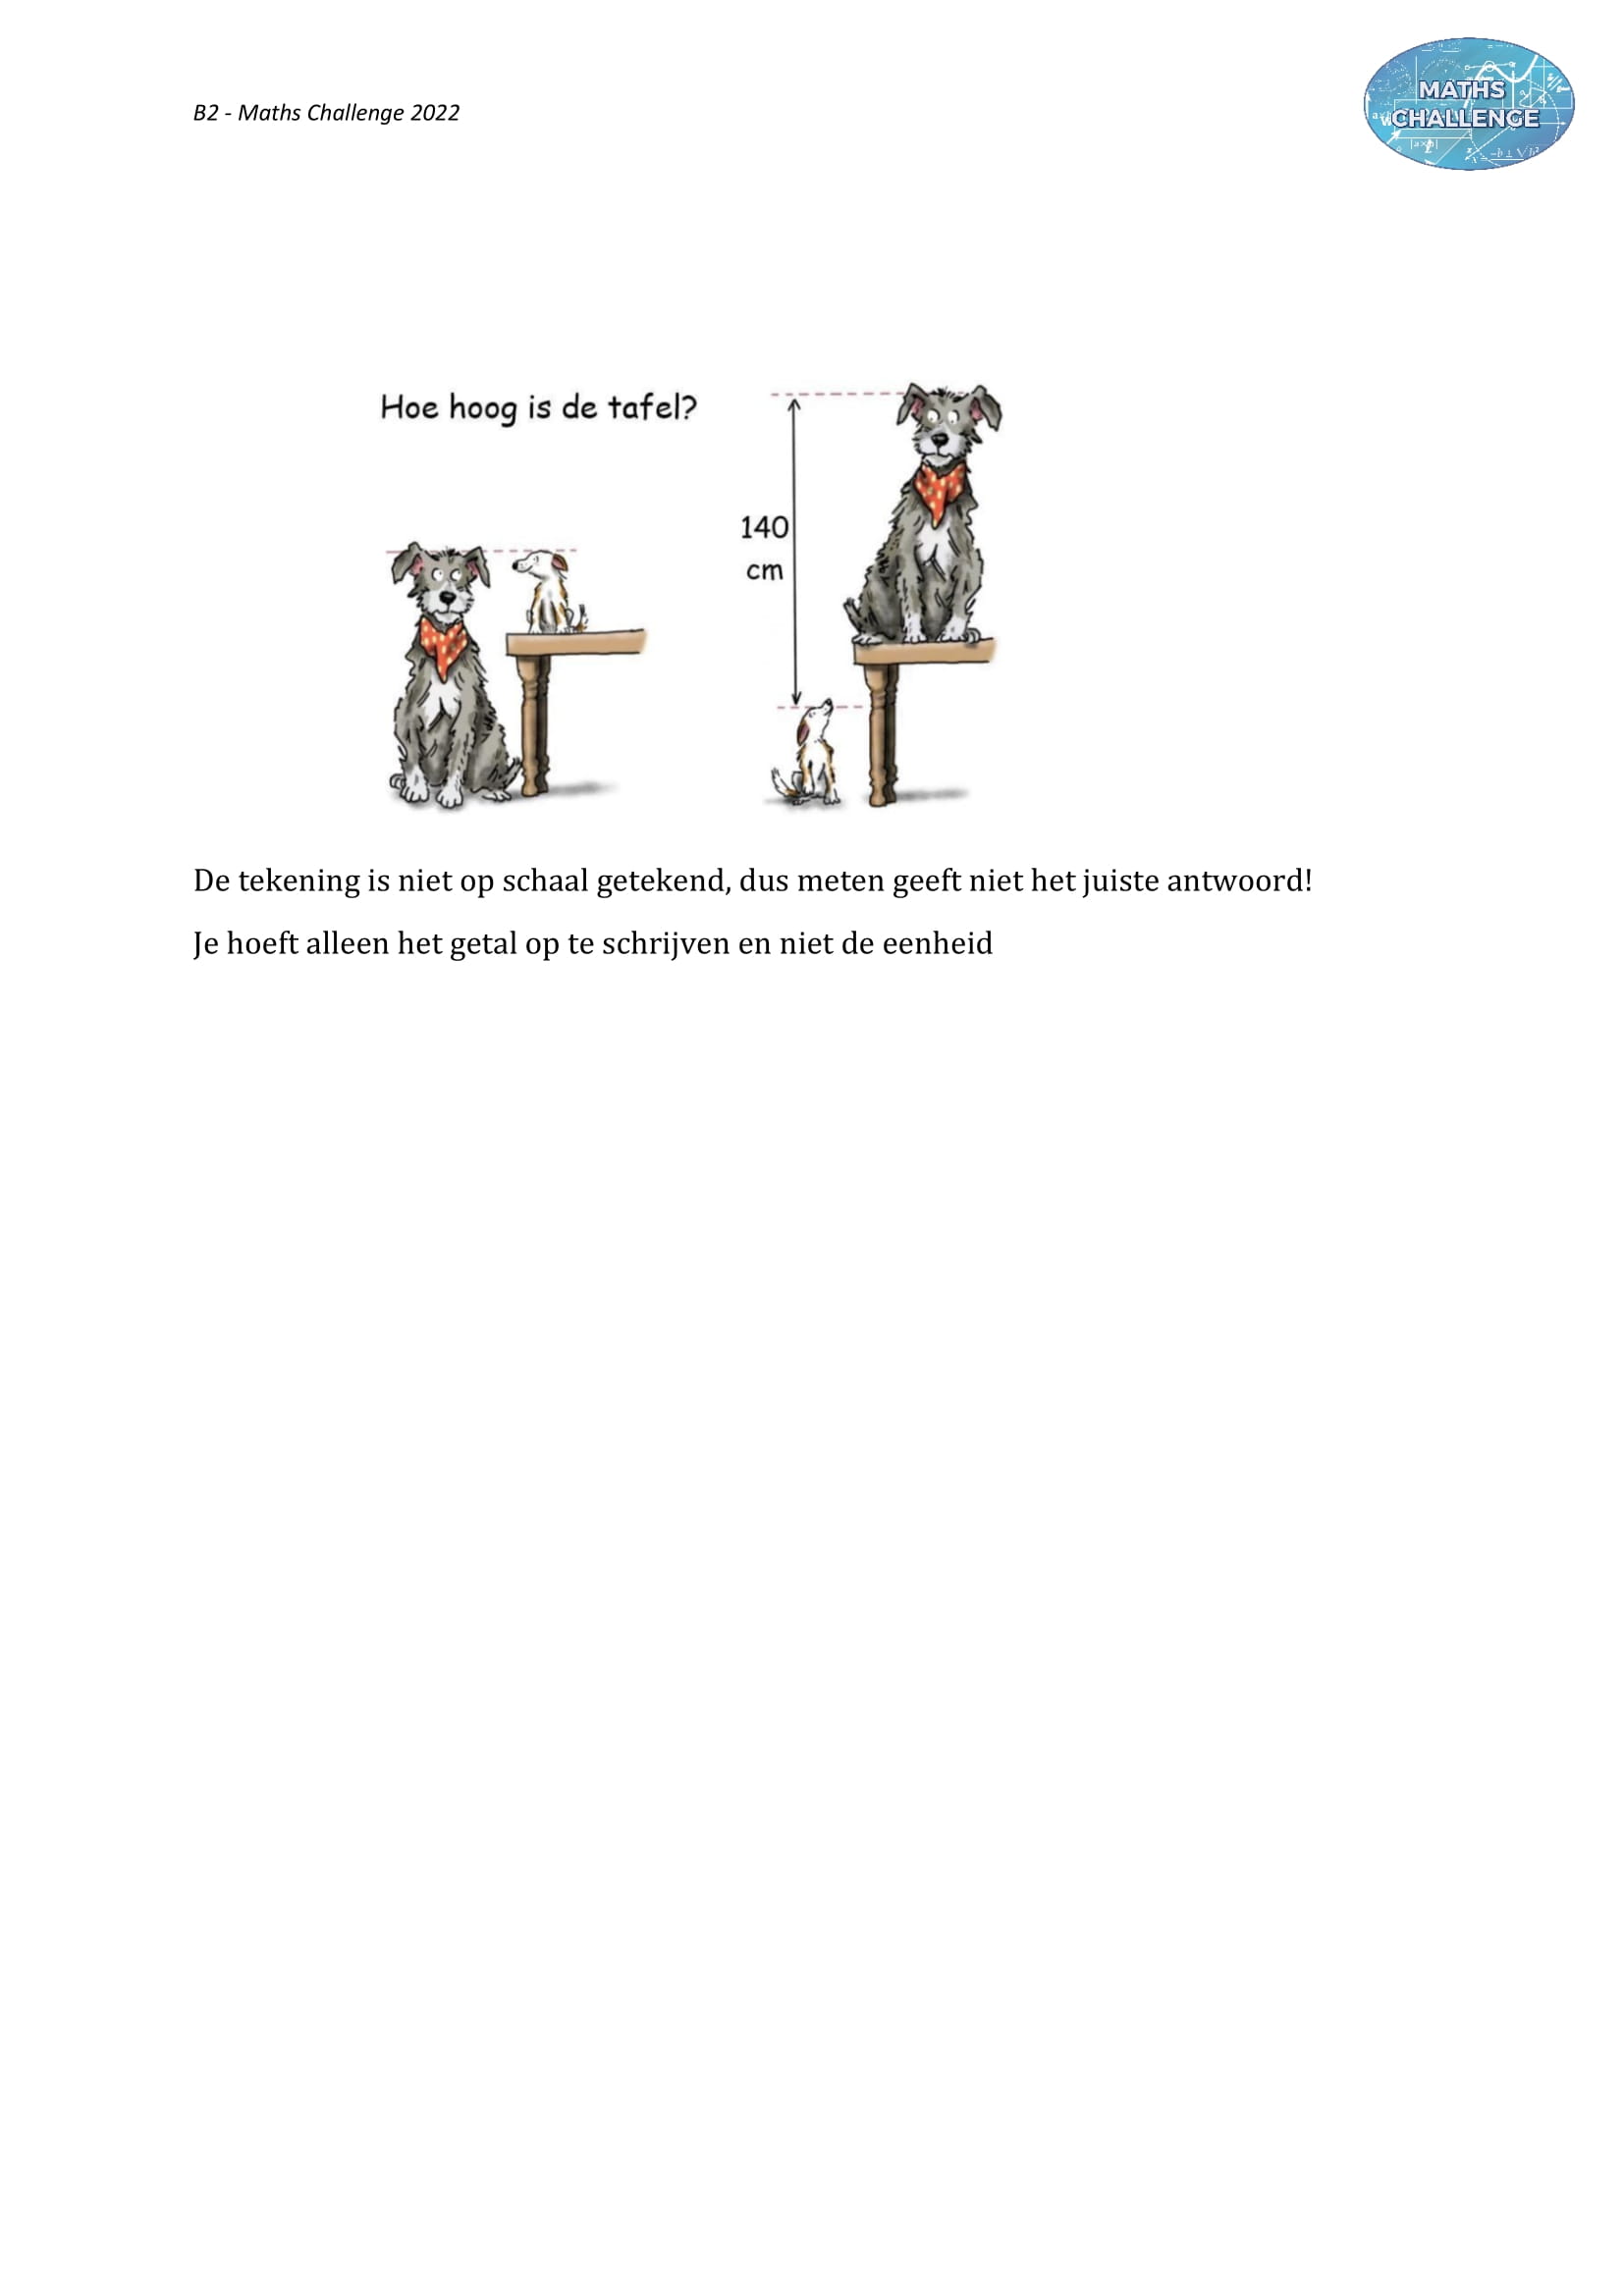 B2 - Maths Challenge 2022
MATHS
CHALLENGE
Hoe hoog is de tafel?
140
cm
De tekening is niet op schaal getekend, dus meten geeft niet het juiste antwoord!
Je hoeft alleen het getal op te schrijven en niet de eenheid